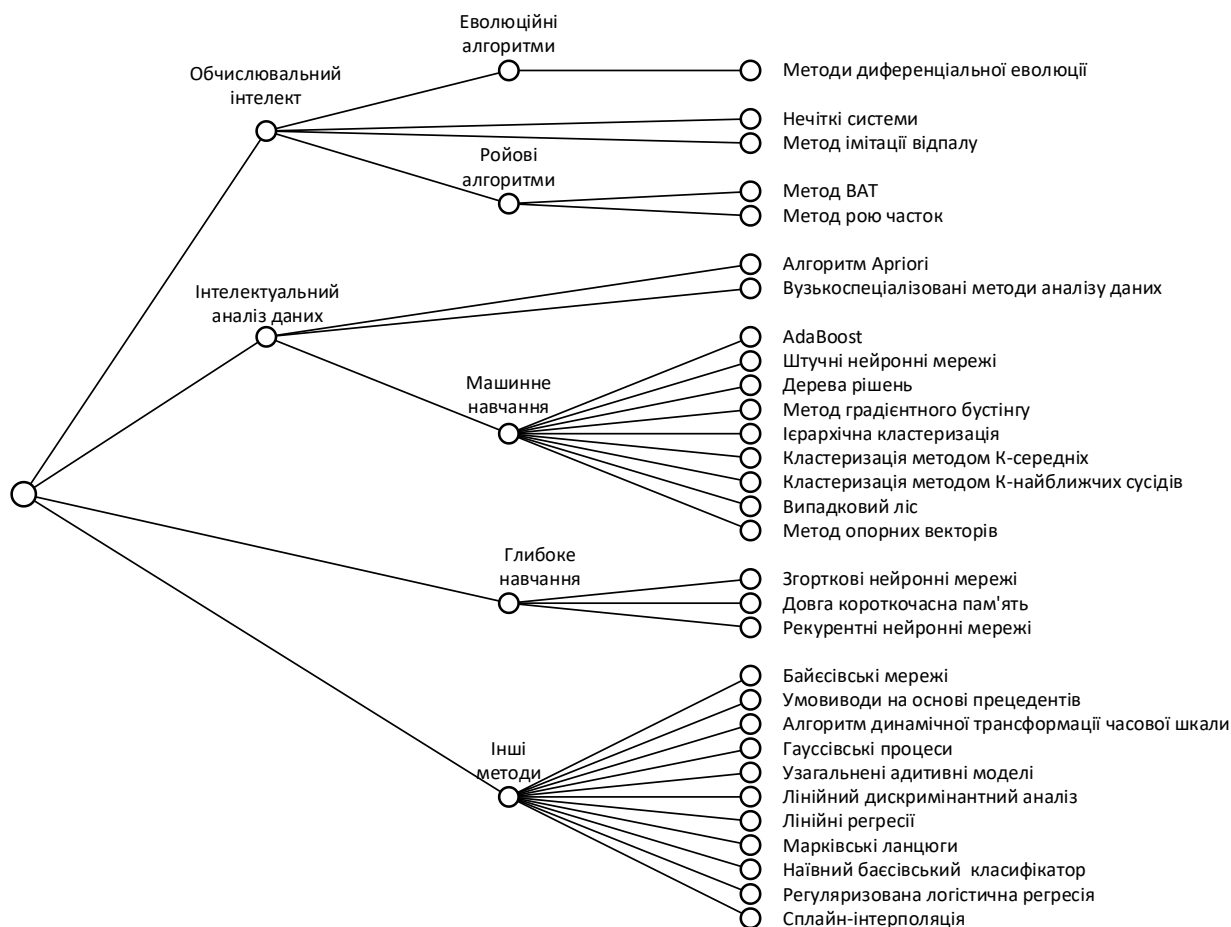 Еволюційні
алгоритми
Обчислювальний
інтелект
Методи диференціальної еволюції
Нечіткі системи
Метод імітації відпалу
Ройові
алгоритми
Метод BAT
Метод рою часток
Інтелектуальний
аналіз даних
Алгоритм Apriori
Вузькоспеціалізовані методи аналізу даних
Машинне
навчання
AdaBoost
Штучні нейронні мережі
Дерева рішень
Метод градієнтного бустінгу
Ієрархічна кластеризація
Кластеризація методом К-середніх
Кластеризація методом К-найближчих сусідів
Випадковий ліс
Метод опорних векторів
Глибоке
навчання
Згорткові нейронні мережі
Довга короткочасна пам'ять
Рекурентні нейронні мережі
Інші
методи
Байєсівські мережі
Умовиводи на основі прецедентів
Алгоритм динамічної трансформації часової шкали
Гауссівські процеси
Узагальнені адитивні моделі
Лінійний дискримінантний аналіз
Лінійні регресії
Марківські ланцюги
Наївний баєсівський  класифікатор
Регуляризована логістична регресія
Сплайн-інтерполяція